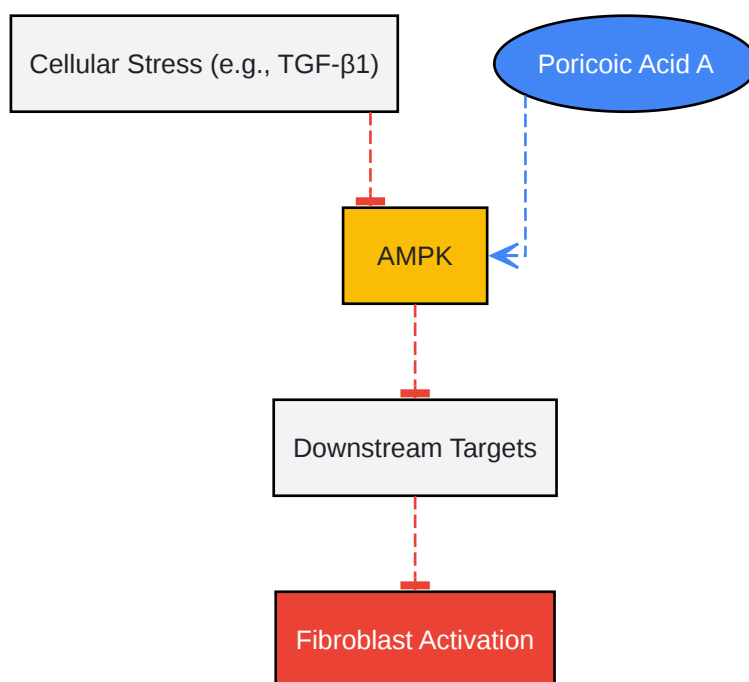 Cellular Stress (e.g., TGF-β1)
Poricoic Acid A
AMPK
Downstream Targets
Fibroblast Activation